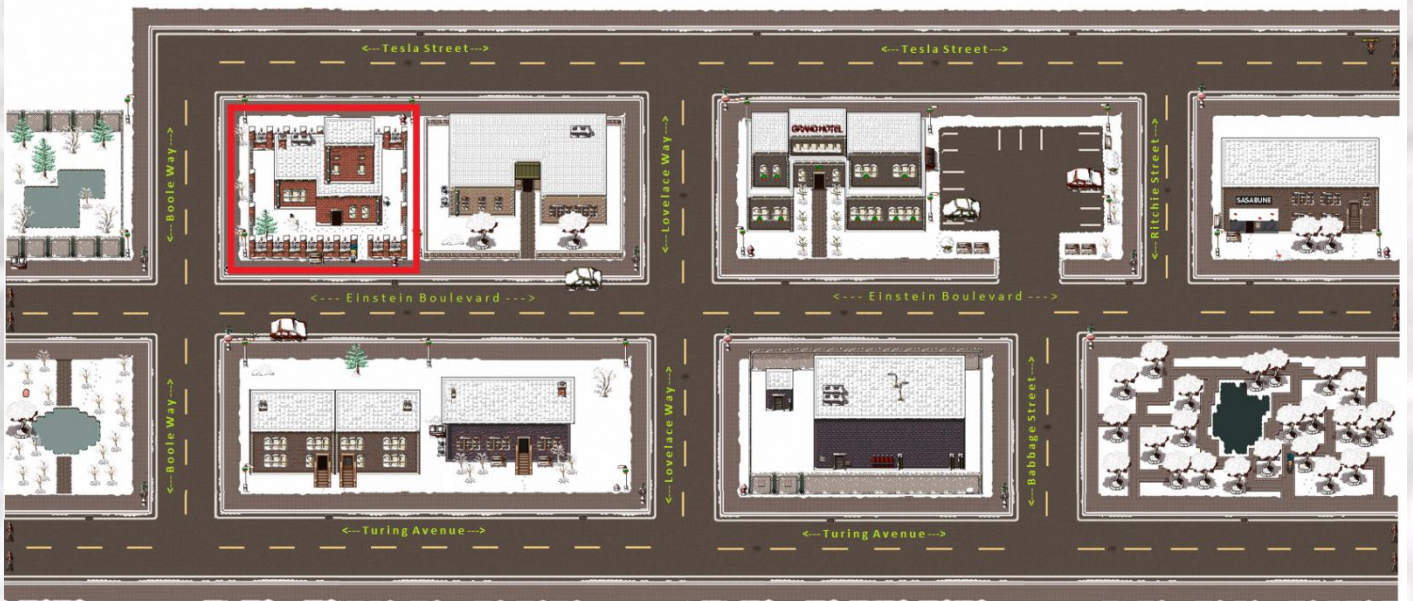 <---Tesla Street--->
<---Tesla Street--->
<---Boole Way--->
<---Lovelace Way--->
GRAND HOTEL
<---Ritchie Street--->
SASABUNE
<--- Einstein Boulevard --->
<--- Einstein Boulevard --->
<---Boole Way--->
<---Lovelace Way--->
<---Babbage Street--->
<---Turing Avenue--->
<---Turing Avenue--->